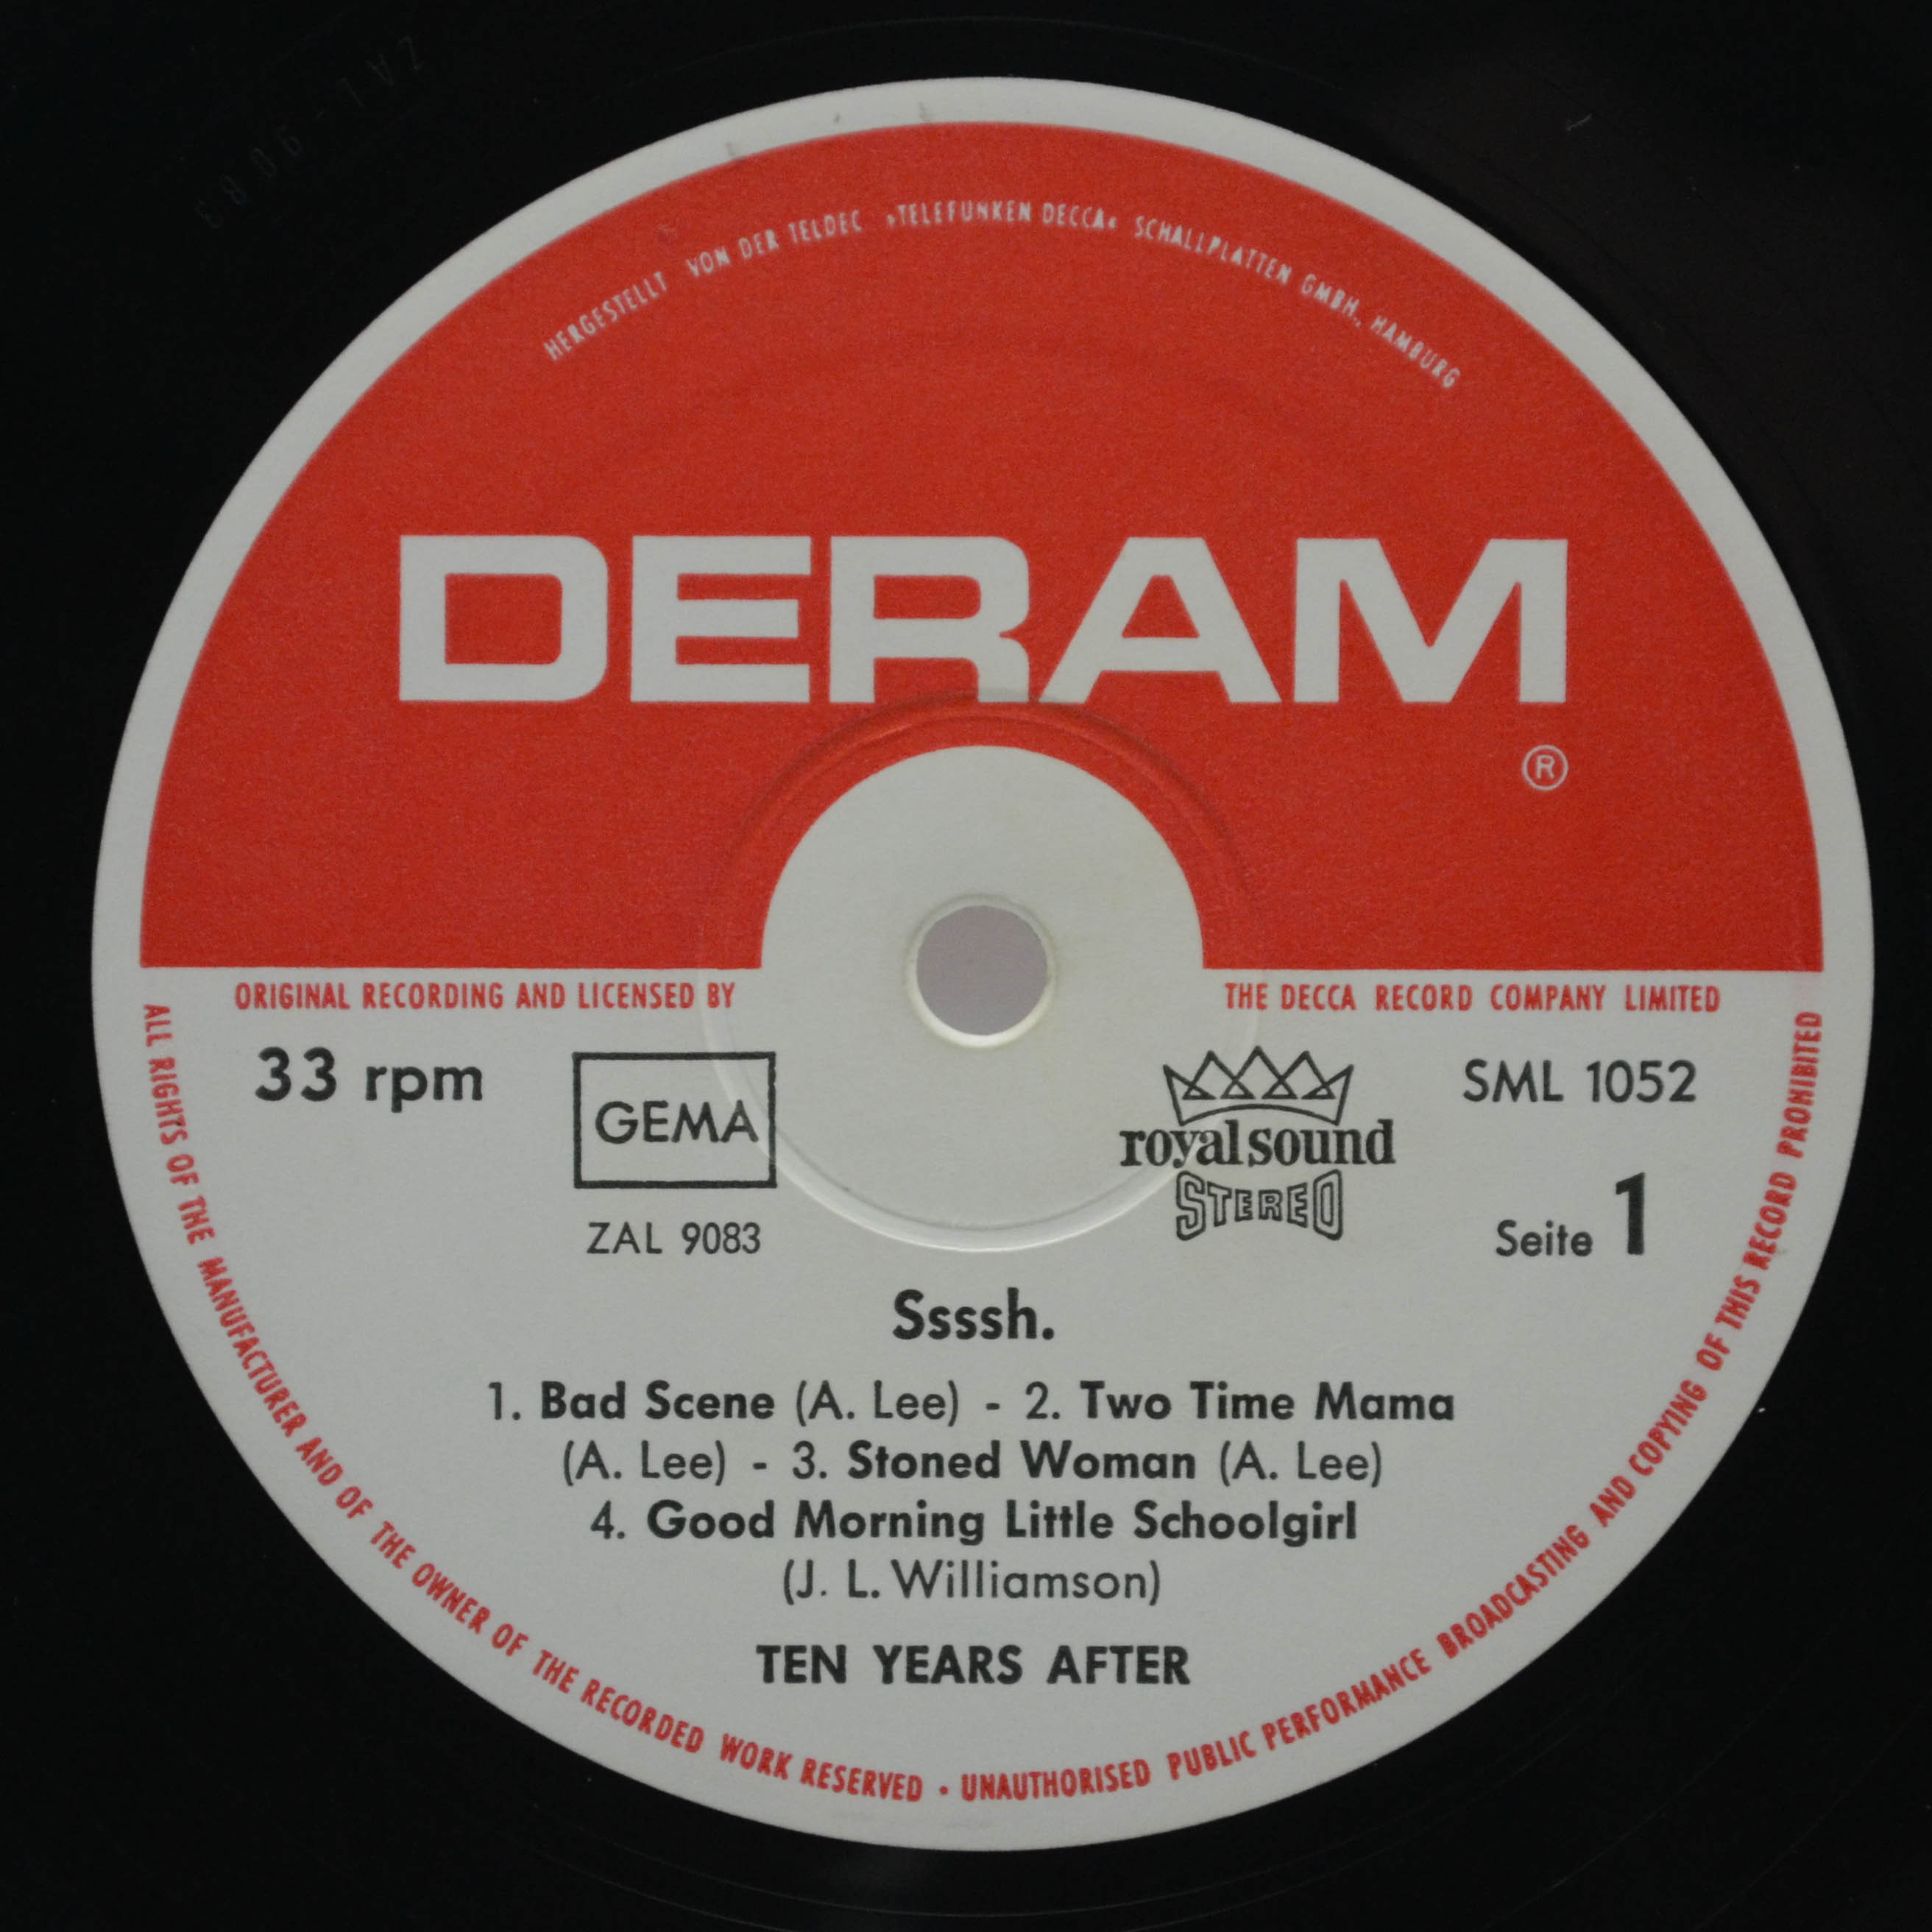 HERGESTELLT VON DER TELDEC »TELEFUNKEN DECCA« SCHALLPLATTEN GMBH., HAMBURG
DERAM
®
ORIGINAL RECORDING AND LICENSED BY THE DECCA RECORD COMPANY LIMITED
33 rpm
GEMA
ZAL 9083
royal sound
STEREO
SML 1052
Seite 1
Ssssh.
1. Bad Scene (A. Lee) - 2. Two Time Mama
(A. Lee) - 3. Stoned Woman (A. Lee)
4. Good Morning Little Schoolgirl
(J. L. Williamson)
TEN YEARS AFTER
ALL RIGHTS OF THE MANUFACTURER AND OF THE OWNER OF THE RECORDED WORK RESERVED · UNAUTHORISED PUBLIC PERFORMANCE BROADCASTING AND COPYING OF THIS RECORD PROHIBITED